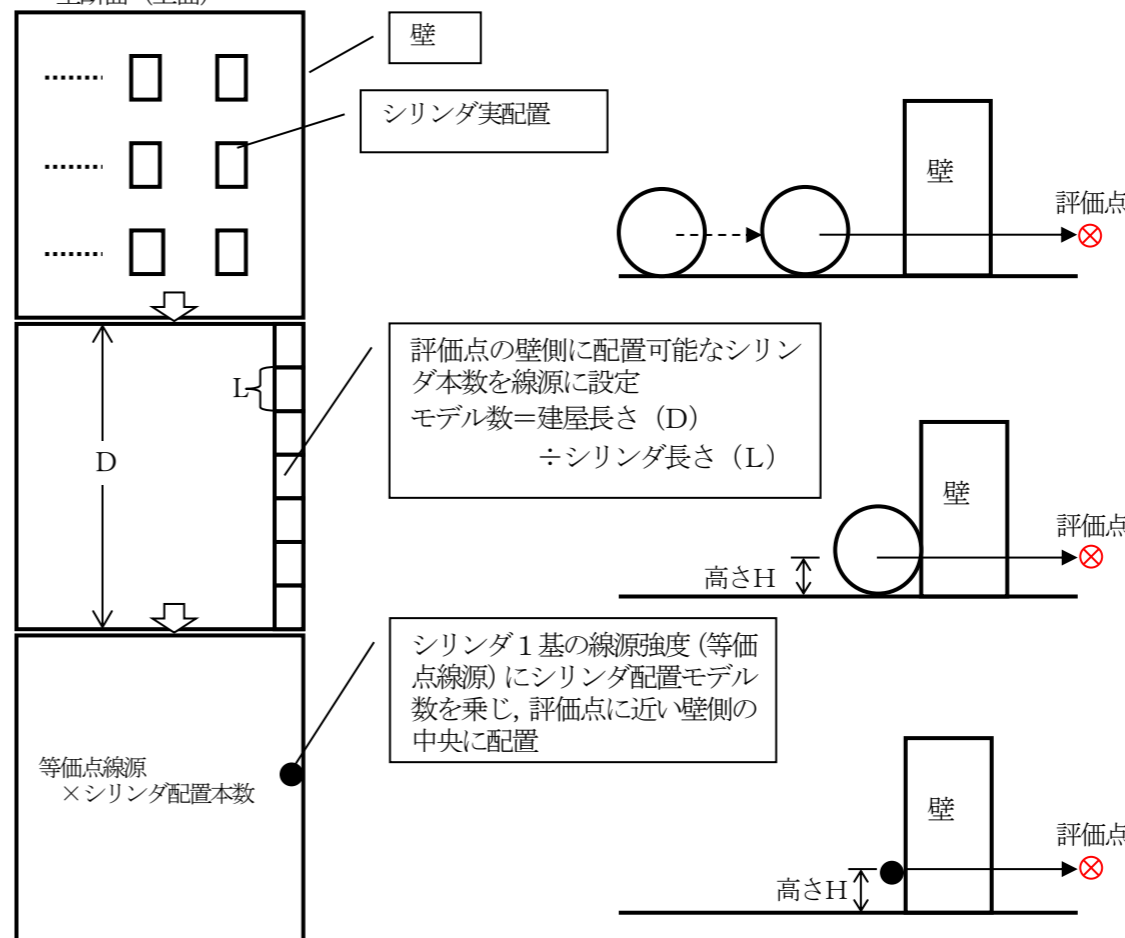 壁
シリンダ実配置
壁
評価点
評価点の壁側に配置可能なシリン
ダ本数を線源に設定
モデル数＝建屋長さ（D）
÷シリンダ長さ（L）
L
D
壁
評価点
高さH
シリンダ１基の線源強度（等価
点線源）にシリンダ配置モデル
数を乗じ，評価点に近い壁側の
中央に配置
等価点線源
×シリンダ配置本数
壁
評価点
高さH